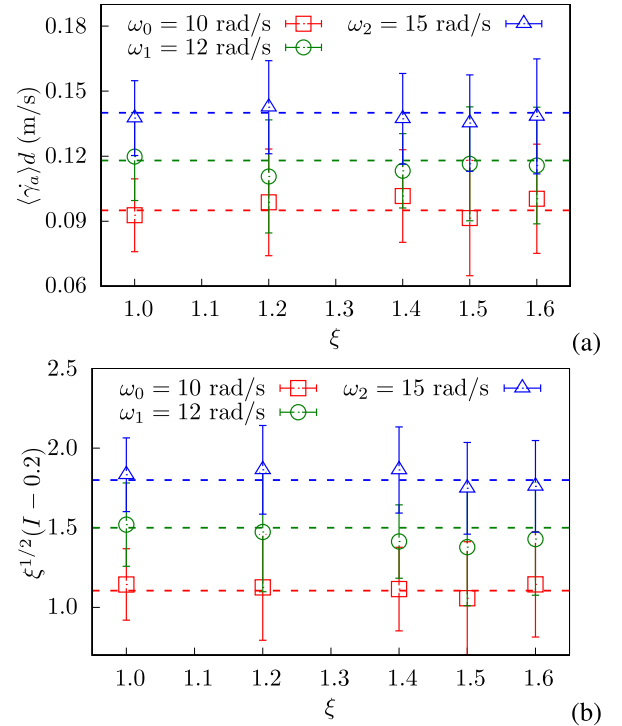 ω₀ = 10 rad/s ω₂ = 15 rad/s
ω₁ = 12 rad/s
⟨γ̇ₐ⟩d (m/s)
0.18
0.15
0.12
0.09
0.06
1.0 1.1 1.2 1.3 1.4 1.5 1.6
ξ
(a)
ω₀ = 10 rad/s ω₂ = 15 rad/s
ω₁ = 12 rad/s
ξ^{1/2}(I − 0.2)
2.5
2.0
1.5
1.0
1.0 1.1 1.2 1.3 1.4 1.5 1.6
ξ
(b)